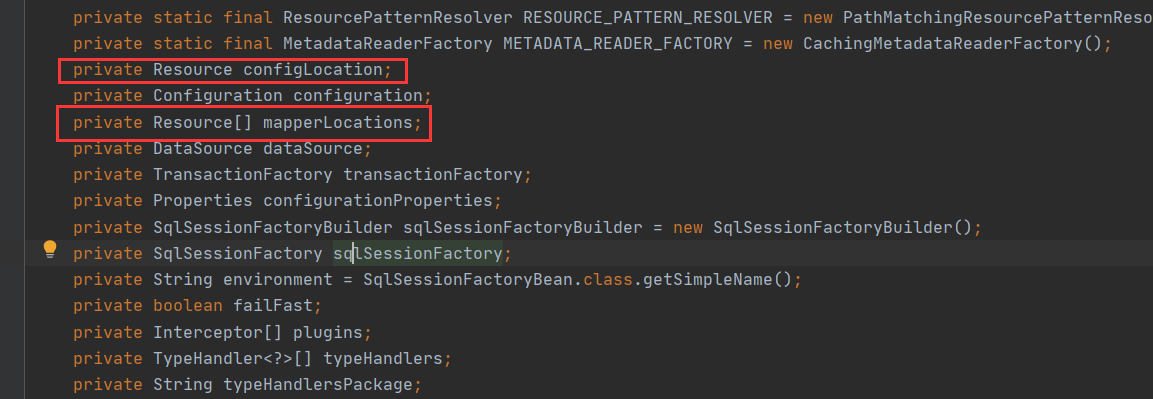 private static final ResourcePatternResolver RESOURCE_PATTERN_RESOLVER = new PathMatchingResourcePatternReso
private static final MetadataReaderFactory METADATA_READER_FACTORY = new CachingMetadataReaderFactory();
private Resource configLocation;
private Configuration configuration;
private Resource[] mapperLocations;
private DataSource dataSource;
private TransactionFactory transactionFactory;
private Properties configurationProperties;
private SqlSessionFactoryBuilder sqlSessionFactoryBuilder = new SqlSessionFactoryBuilder();
private SqlSessionFactory sqlSessionFactory;
private String environment = SqlSessionFactoryBean.class.getSimpleName();
private boolean failFast;
private Interceptor[] plugins;
private TypeHandler<?>[] typeHandlers;
private String typeHandlersPackage;